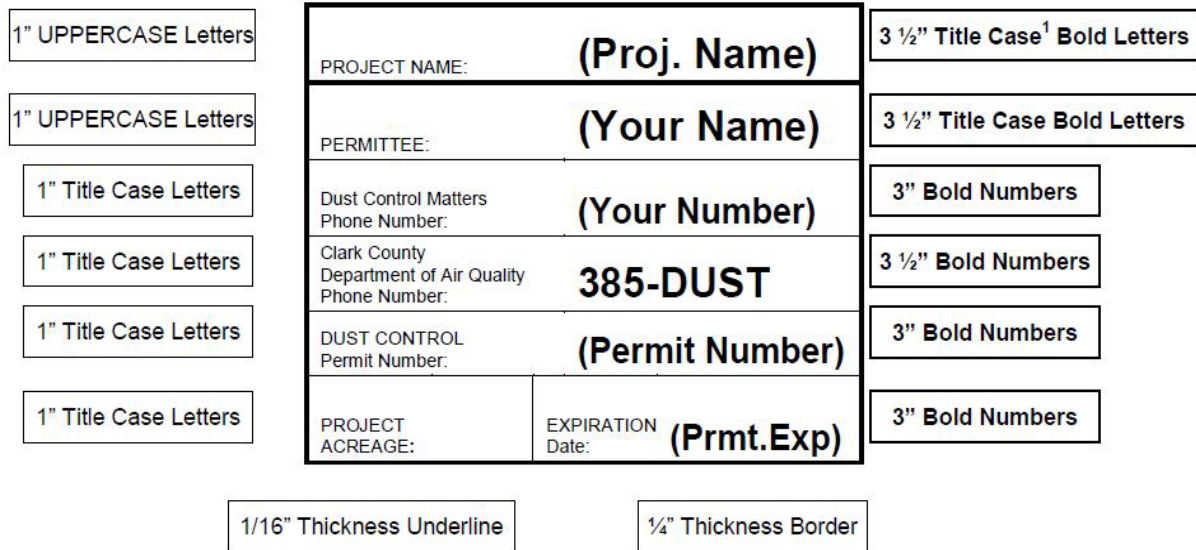 1” UPPERCASE Letters
PROJECT NAME:
(Proj. Name)
3 ½” Title Case¹ Bold Letters
1” UPPERCASE Letters
PERMITTEE:
(Your Name)
3 ½” Title Case Bold Letters
1” Title Case Letters
Dust Control Matters
Phone Number:
(Your Number)
3” Bold Numbers
1” Title Case Letters
Clark County
Department of Air Quality
Phone Number:
385-DUST
3 ½” Bold Numbers
1” Title Case Letters
DUST CONTROL
Permit Number:
(Permit Number)
3” Bold Numbers
1” Title Case Letters
PROJECT
ACREAGE:
EXPIRATION
Date:
(Prmt.Exp)
3” Bold Numbers
1/16” Thickness Underline
¼” Thickness Border